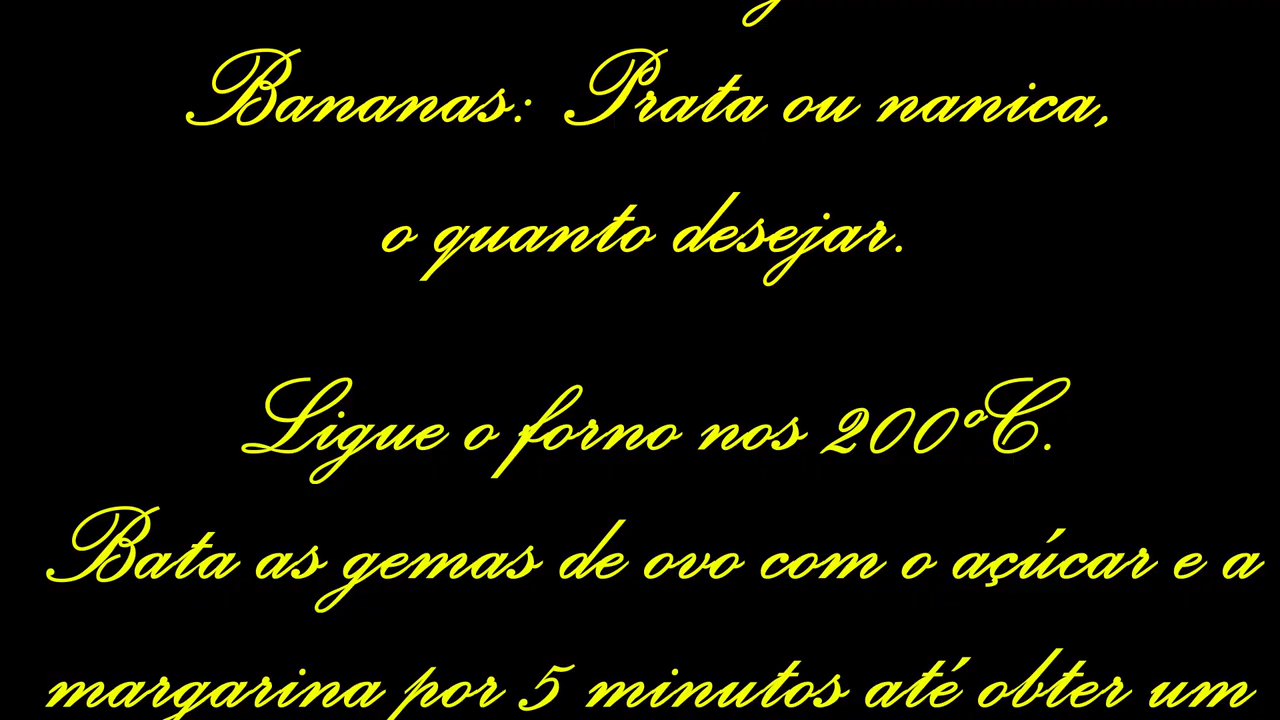 Bananas: Prata ou nanica,
o quanto desejar.
Ligue o forno nos 200ºC.
Bata as gemas de ovo com o açúcar e a
margarina por 5 minutos até obter um